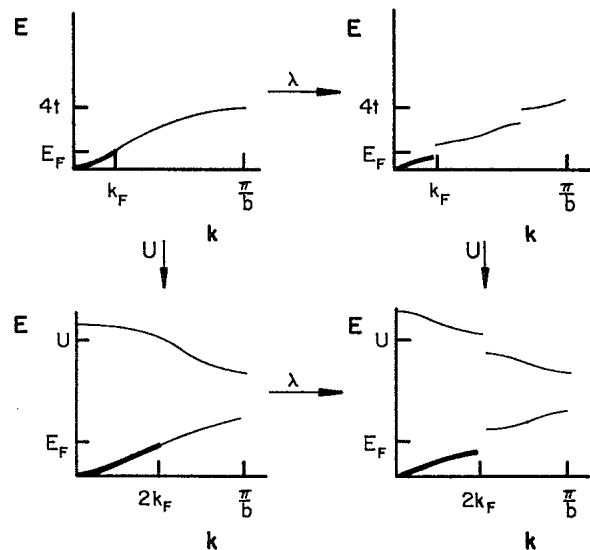 E
4t
E_F
k_F
π/b
k
λ
E
4t
E_F
k_F
π/b
k
U
U
E
U
E_F
2k_F
π/b
k
λ
E
U
E_F
2k_F
π/b
k